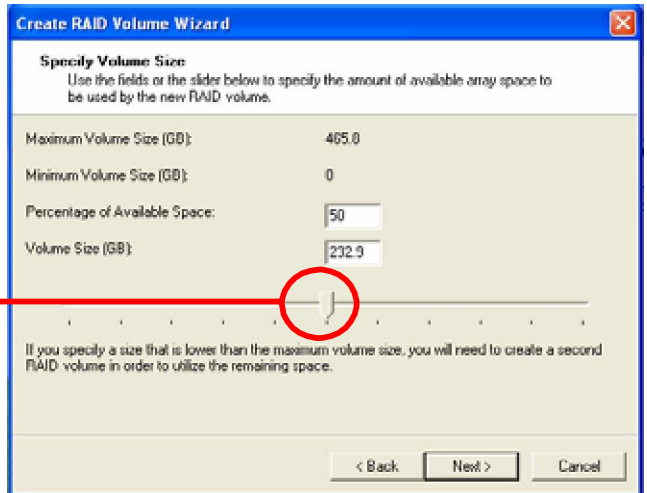 Create RAID Volume Wizard
Specify Volume Size
Use the fields or the slider below to specify the amount of available array space to
be used by the new RAID volume.
Maximum Volume Size (GB): 465.8
Minimum Volume Size (GB): 0
Percentage of Available Space: 50
Volume Size (GB): 232.9
If you specify a size that is lower than the maximum volume size, you will need to create a second
RAID volume in order to utilize the remaining space.
< Back Next > Cancel